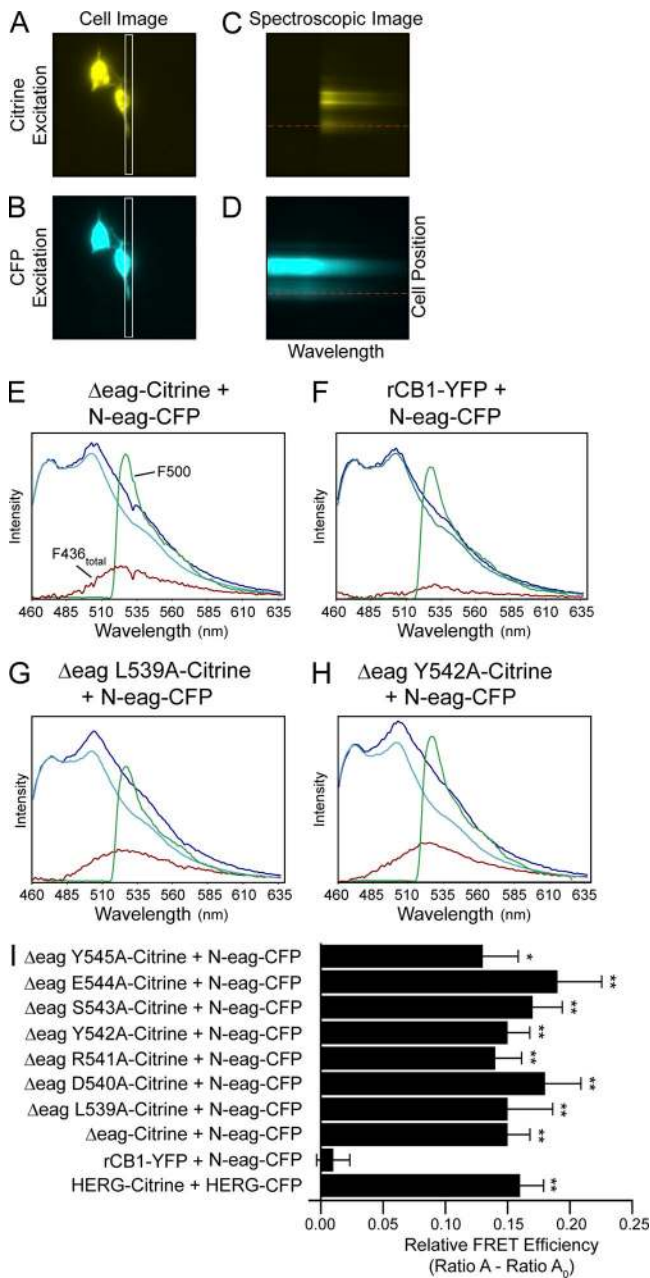 A
Cell Image
C
Spectroscopic Image
Citrine
Excitation
B
D
CFP
Excitation
Cell Position
Wavelength
E
Δeag-Citrine +
N-eag-CFP
F
rCB1-YFP +
N-eag-CFP
Intensity
F500
F436total
460 485 510 535 560 585 610 635
Wavelength (nm)
Intensity
460 485 510 535 560 585 610 635
Wavelength (nm)
G
Δeag L539A-Citrine
+ N-eag-CFP
H
Δeag Y542A-Citrine
+ N-eag-CFP
Intensity
460 485 510 535 560 585 610 635
Wavelength (nm)
Intensity
460 485 510 535 560 585 610 635
Wavelength (nm)
I
Δeag Y545A-Citrine + N-eag-CFP *
Δeag E544A-Citrine + N-eag-CFP **
Δeag S543A-Citrine + N-eag-CFP **
Δeag Y542A-Citrine + N-eag-CFP **
Δeag R541A-Citrine + N-eag-CFP **
Δeag D540A-Citrine + N-eag-CFP **
Δeag L539A-Citrine + N-eag-CFP **
Δeag-Citrine + N-eag-CFP **
rCB1-YFP + N-eag-CFP
HERG-Citrine + HERG-CFP **
0.00 0.05 0.10 0.15 0.20 0.25
Relative FRET Efficiency
(Ratio A - Ratio A₀)